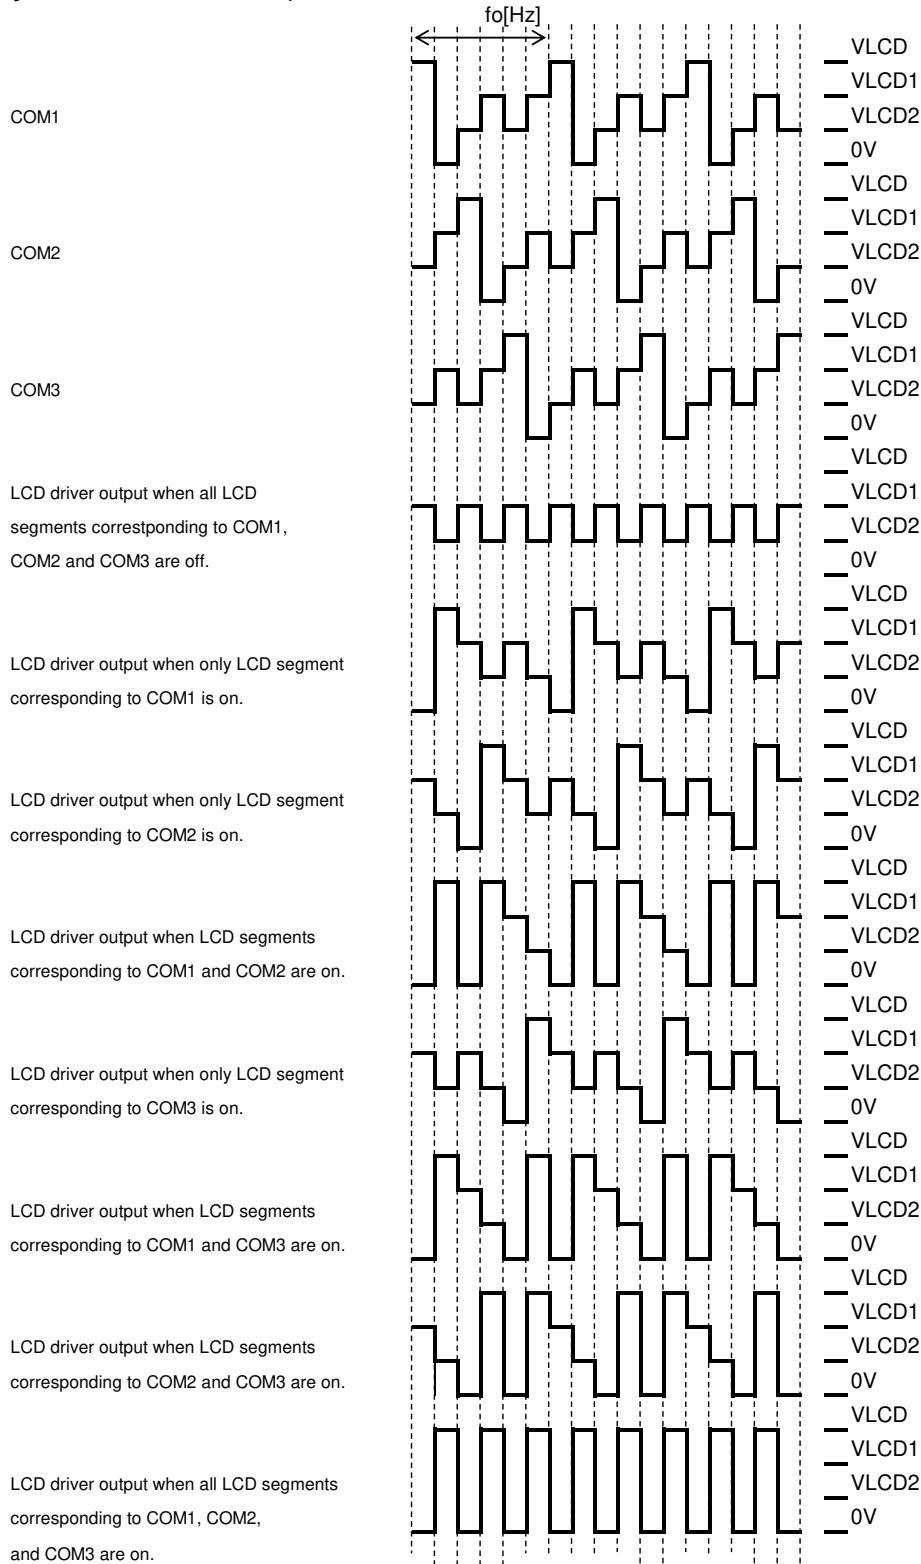 fo[Hz]
VLCD
VLCD1
COM1
VLCD2
0V
VLCD
VLCD1
COM2
VLCD2
0V
VLCD
VLCD1
COM3
VLCD2
0V
VLCD
LCD driver output when all LCD
VLCD1
segments correstponding to COM1,
VLCD2
COM2 and COM3 are off.
0V
VLCD
VLCD1
LCD driver output when only LCD segment
VLCD2
corresponding to COM1 is on.
0V
VLCD
VLCD1
LCD driver output when only LCD segment
VLCD2
corresponding to COM2 is on.
0V
VLCD
VLCD1
LCD driver output when LCD segments
VLCD2
corresponding to COM1 and COM2 are on.
0V
VLCD
VLCD1
LCD driver output when only LCD segment
VLCD2
corresponding to COM3 is on.
0V
VLCD
VLCD1
LCD driver output when LCD segments
VLCD2
corresponding to COM1 and COM3 are on.
0V
VLCD
VLCD1
LCD driver output when LCD segments
VLCD2
corresponding to COM2 and COM3 are on.
0V
VLCD
VLCD1
LCD driver output when all LCD segments
VLCD2
corresponding to COM1, COM2,
0V
and COM3 are on.